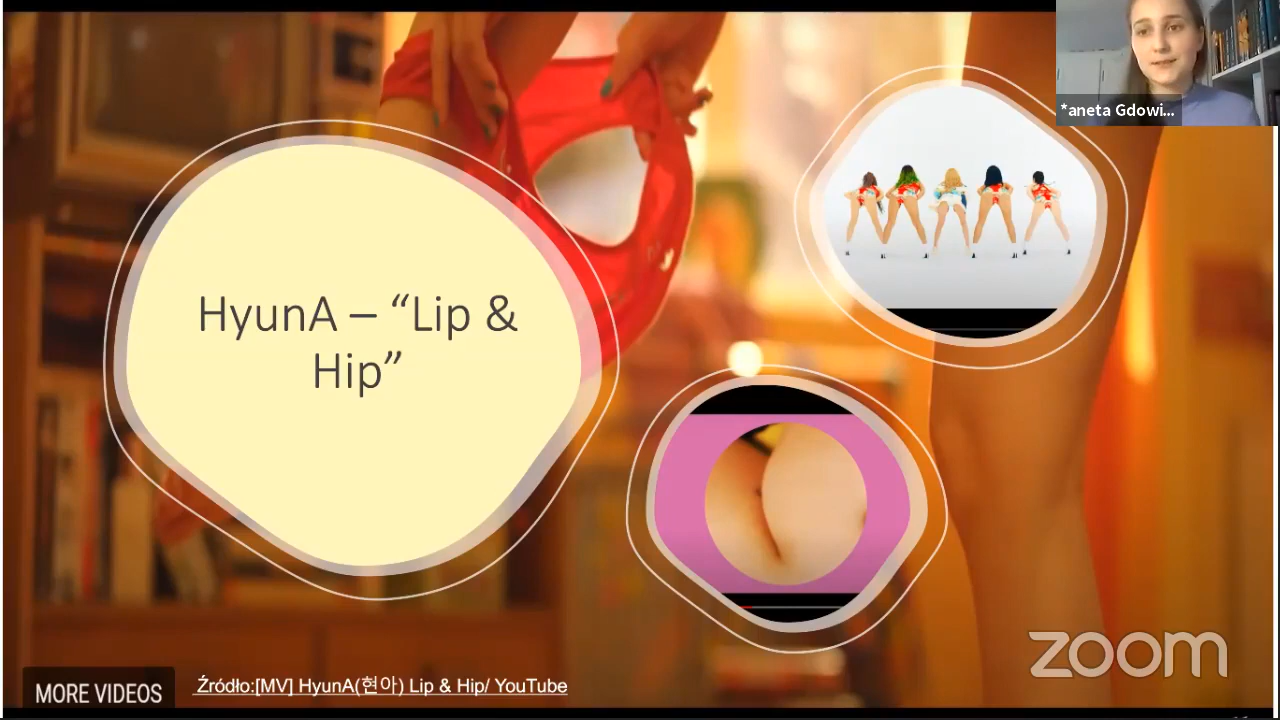 *aneta Gdowi...
HyunA – “Lip &
Hip”
zoom
MORE VIDEOS
Źródło:[MV] HyunA(현아) Lip & Hip/ YouTube